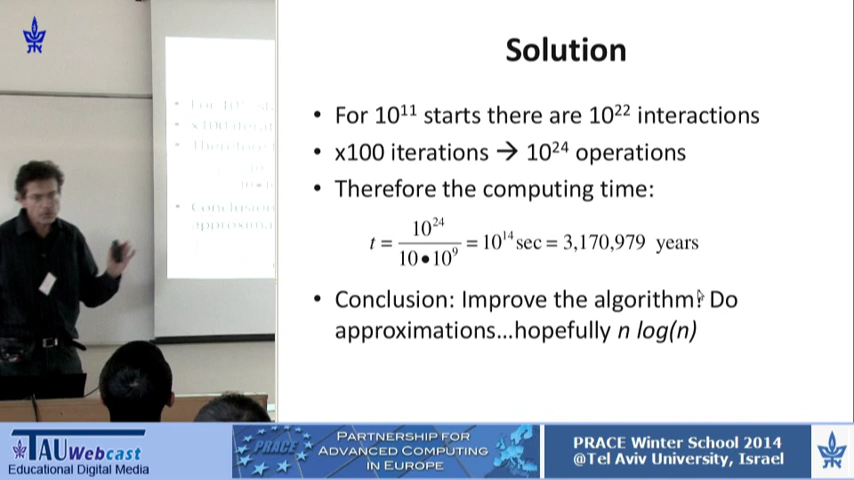 Solution
• For 10¹¹ starts there are 10²² interactions
• x100 iterations → 10²⁴ operations
• Therefore the computing time:
t = 10²⁴ / 10•10⁹ = 10¹⁴ sec = 3,170,979 years
• Conclusion: Improve the algorithm! Do
approximations...hopefully n log(n)
TAU Webcast
Educational Digital Media
PRACE
PARTNERSHIP FOR
ADVANCED COMPUTING
IN EUROPE
PRACE Winter School 2014
@Tel Aviv University, Israel